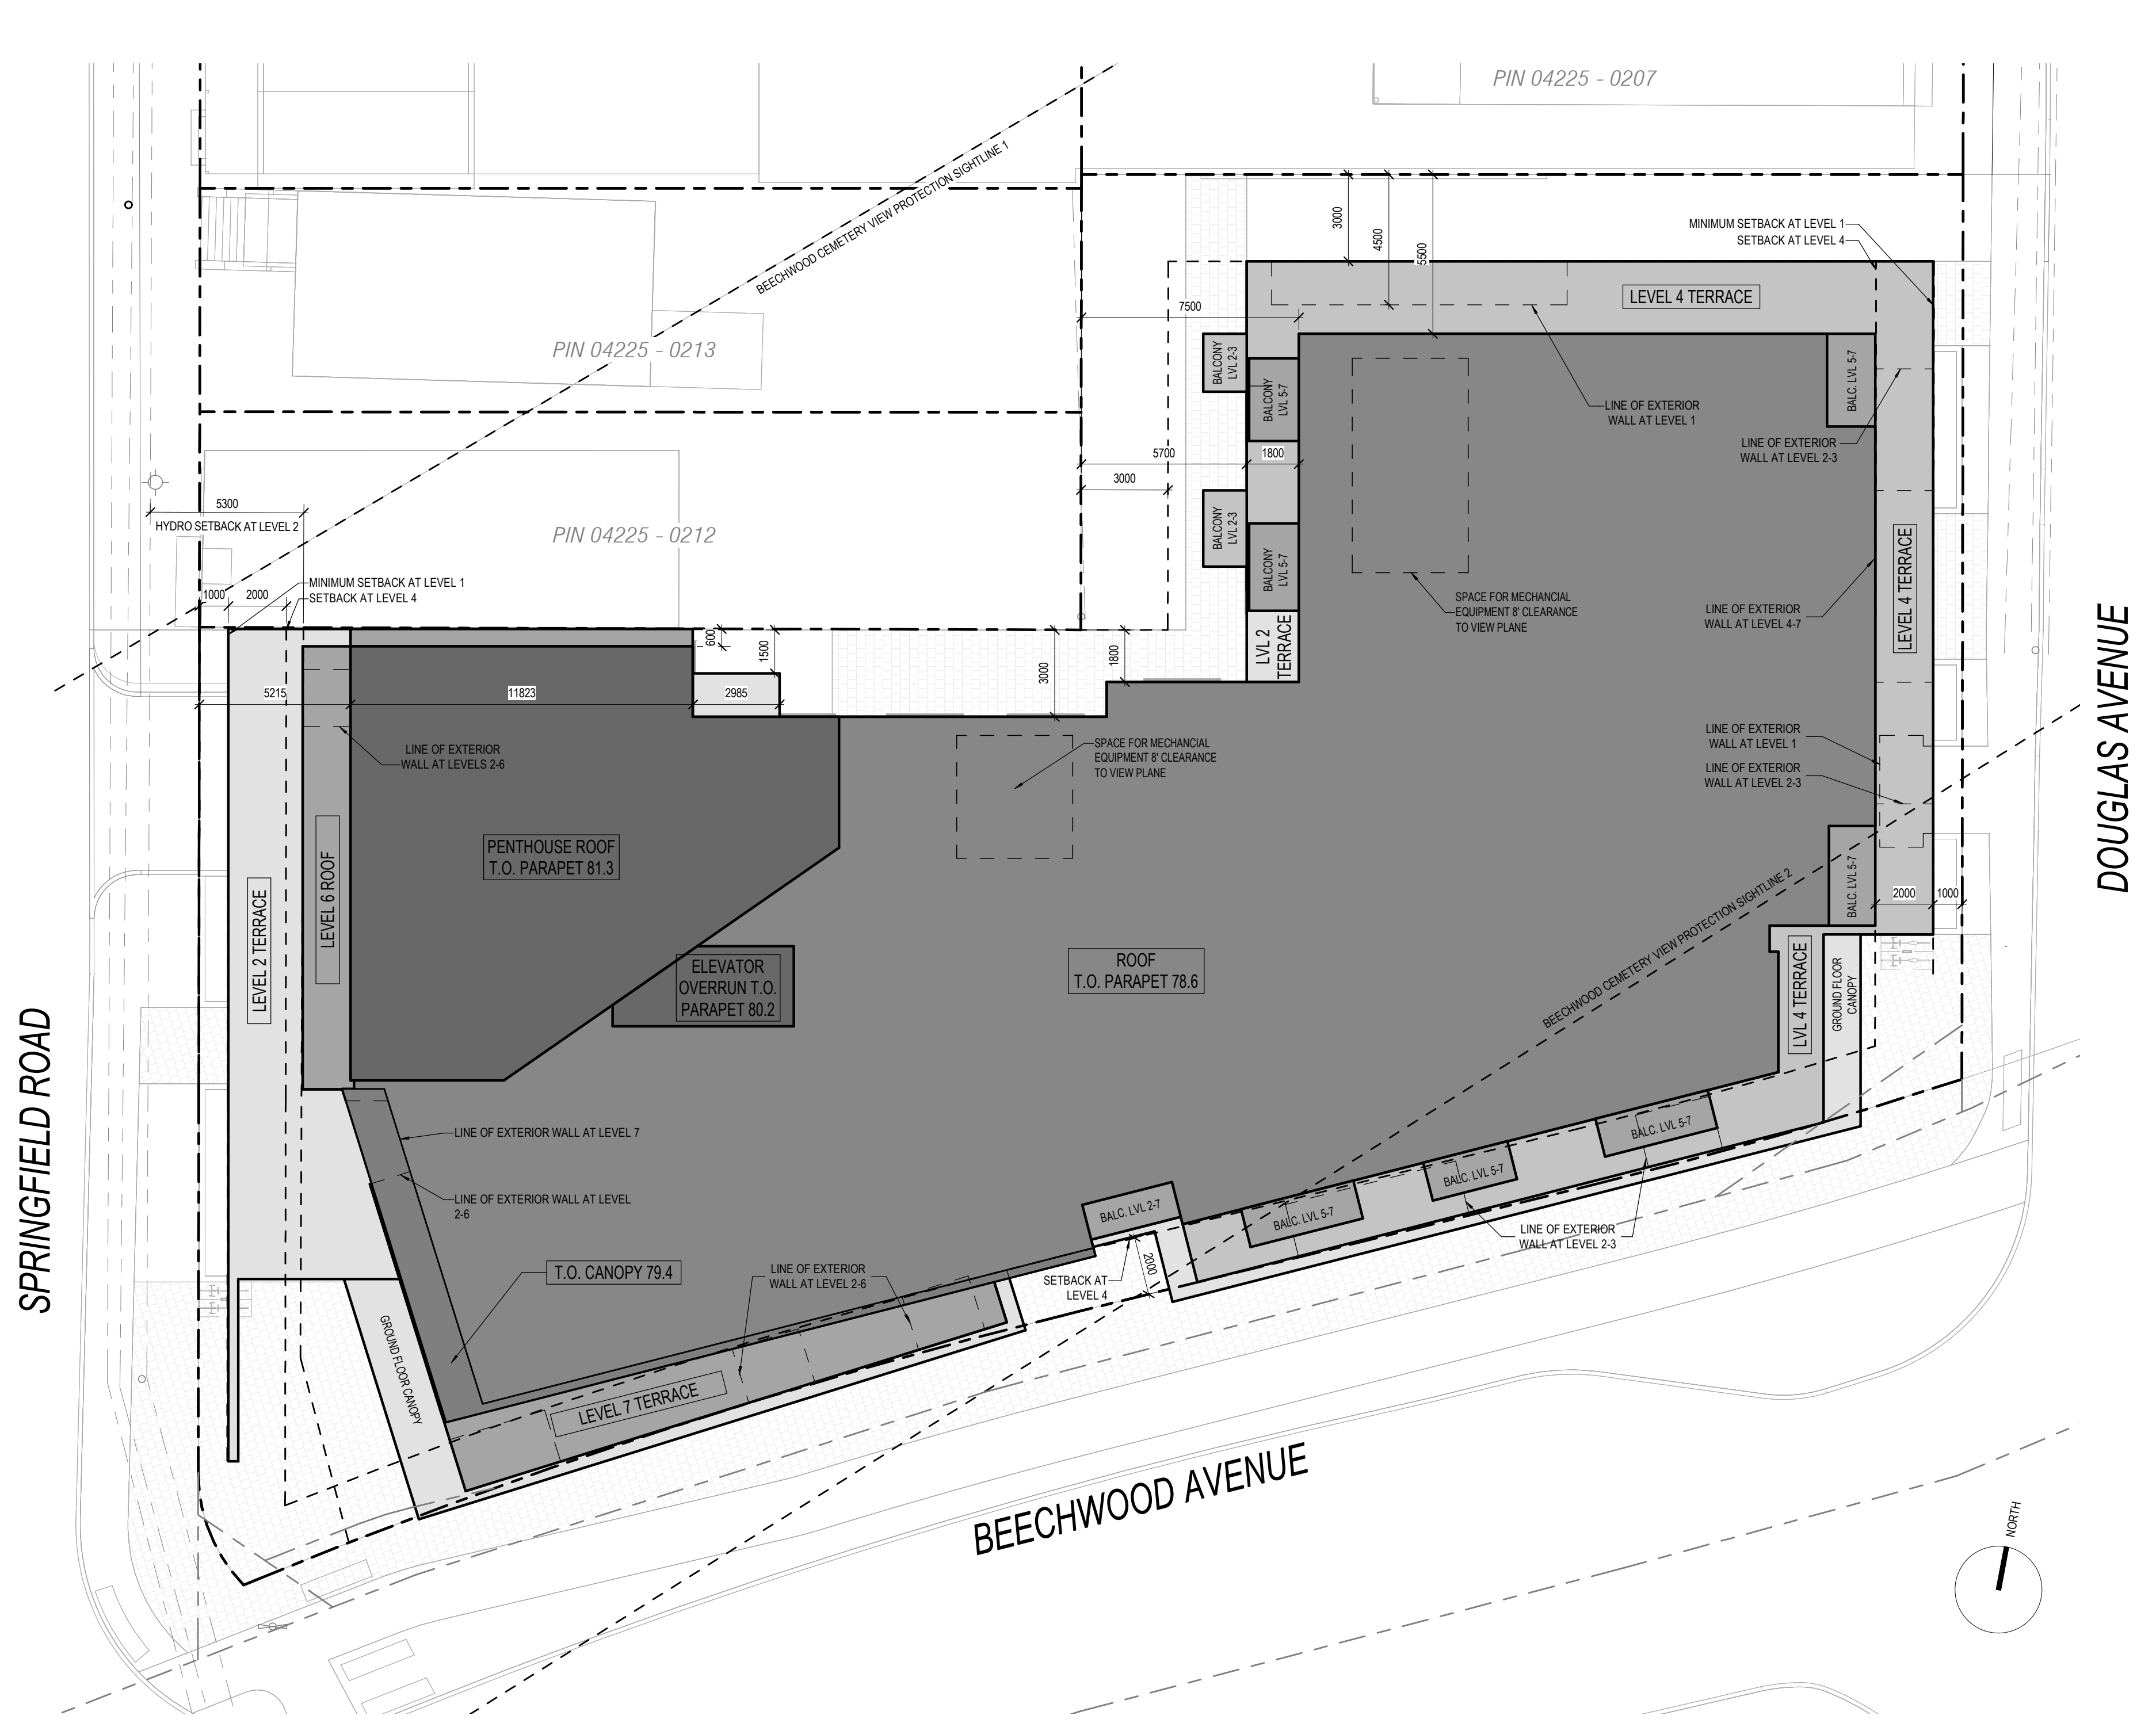 PIN 04225 - 0207
BEECHWOOD CEMETERY VIEW PROTECTION SIGHTLINE 1
MINIMUM SETBACK AT LEVEL 1
SETBACK AT LEVEL 4
3000
4500
5500
LEVEL 4 TERRACE
7500
PIN 04225 - 0213
BALCONY
LVL 2-3
BALCONY
LVL 5-7
BALC. LVL 5-7
LINE OF EXTERIOR
WALL AT LEVEL 1
LINE OF EXTERIOR
WALL AT LEVEL 2-3
5700
1800
3000
5300
HYDRO SETBACK AT LEVEL 2
PIN 04225 - 0212
BALCONY
LVL 2-3
BALCONY
LVL 5-7
LEVEL 4 TERRACE
MINIMUM SETBACK AT LEVEL 1
SETBACK AT LEVEL 4
1000
2000
SPACE FOR MECHANCIAL
EQUIPMENT 8' CLEARANCE
TO VIEW PLANE
LINE OF EXTERIOR
WALL AT LEVEL 4-7
LVL 2
TERRACE
600
1500
3000
1800
5215
11823
2985
LINE OF EXTERIOR
WALL AT LEVELS 2-6
SPACE FOR MECHANCIAL
EQUIPMENT 8' CLEARANCE
TO VIEW PLANE
LINE OF EXTERIOR
WALL AT LEVEL 1
LINE OF EXTERIOR
WALL AT LEVEL 2-3
DOUGLAS AVENUE
PENTHOUSE ROOF
T.O. PARAPET 81.3
LEVEL 6 ROOF
LEVEL 2 TERRACE
BALC. LVL 5-7
2000
1000
BEECHWOOD CEMETERY VIEW PROTECTION SIGHTLINE 2
ELEVATOR
OVERRUN T.O.
PARAPET 80.2
ROOF
T.O. PARAPET 78.6
LVL 4 TERRACE
GROUND FLOOR
CANOPY
SPRINGFIELD ROAD
LINE OF EXTERIOR WALL AT LEVEL 7
LINE OF EXTERIOR WALL AT LEVEL
2-6
BALC. LVL 5-7
BALC. LVL 5-7
BALC. LVL 2-7
BALC. LVL 5-7
LINE OF EXTERIOR
WALL AT LEVEL 2-3
T.O. CANOPY 79.4
LINE OF EXTERIOR
WALL AT LEVEL 2-6
SETBACK AT
LEVEL 4
2000
GROUND FLOOR CANOPY
LEVEL 7 TERRACE
BEECHWOOD AVENUE
NORTH